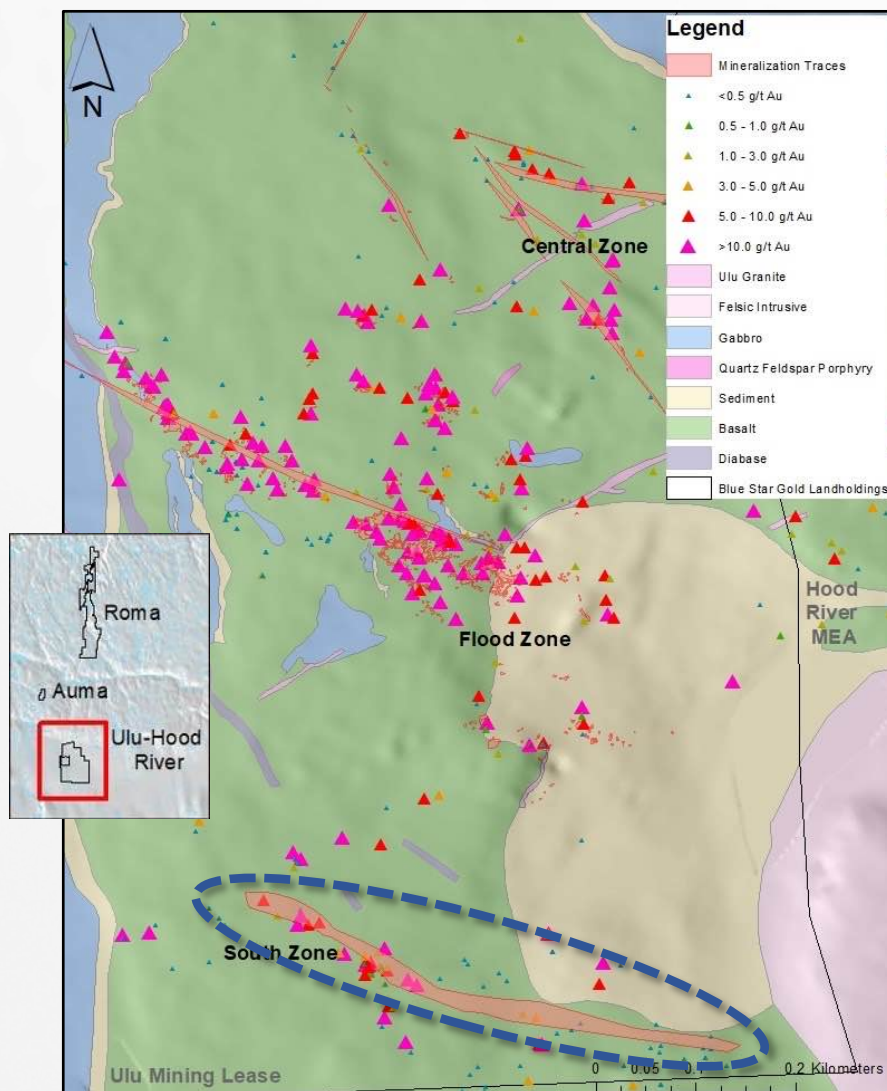 Legend
Mineralization Traces
<0.5 g/t Au
0.5 - 1.0 g/t Au
1.0 - 3.0 g/t Au
3.0 - 5.0 g/t Au
5.0 - 10.0 g/t Au
>10.0 g/t Au
Ulu Granite
Felsic Intrusive
Gabbro
Quartz Feldspar Porphyry
Sediment
Basalt
Diabase
Blue Star Gold Landholdings
N
Central Zone
Flood Zone
Hood
River
MEA
Roma
Auma
Ulu-Hood
River
South Zone
Ulu Mining Lease
0 0.05 0.1 0.2 Kilometers